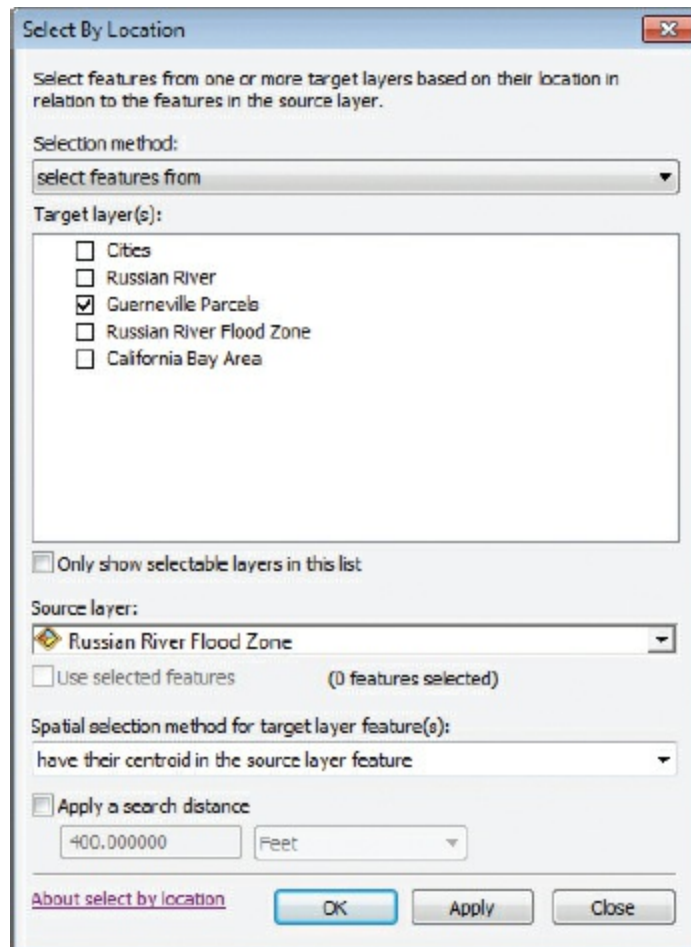 Select By Location
Select features from one or more target layers based on their location in
relation to the features in the source layer.
Selection method:
select features from
Target layer(s):
Cities
Russian River
Guerneville Parcels
Russian River Flood Zone
California Bay Area
Only show selectable layers in this list
Source layer:
Russian River Flood Zone
Use selected features (0 features selected)
Spatial selection method for target layer feature(s):
have their centroid in the source layer feature
Apply a search distance
400.000000 Feet
About select by location OK Apply Close